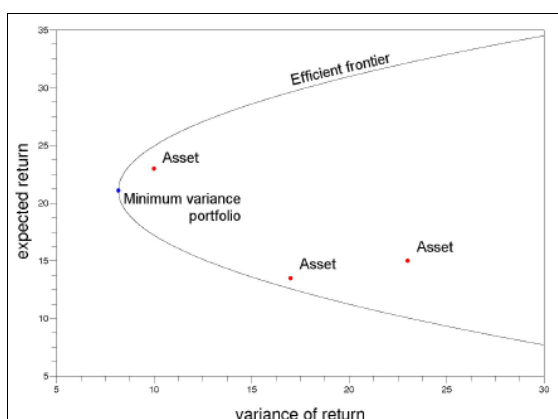 35
30
25
20
15
10
5
expected return
Efficient frontier
Asset
Minimum variance
portfolio
Asset
Asset
5
10
15
20
25
30
variance of return